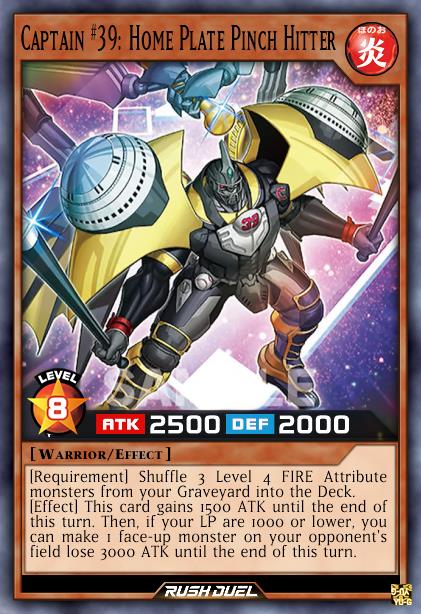 Captain #39: Home Plate Pinch Hitter
ほのお
炎
39
SAMPLE
LEVEL
8
ATK 2500 DEF 2000
[Warrior/Effect]
[Requirement] Shuffle 3 Level 4 FIRE Attribute
monsters from your Graveyard into the Deck.
[Effect] This card gains 1500 ATK until the end of
this turn. Then, if your LP are 1000 or lower, you
can make 1 face-up monster on your opponent's
field lose 3000 ATK until the end of this turn.
RUSH DUEL